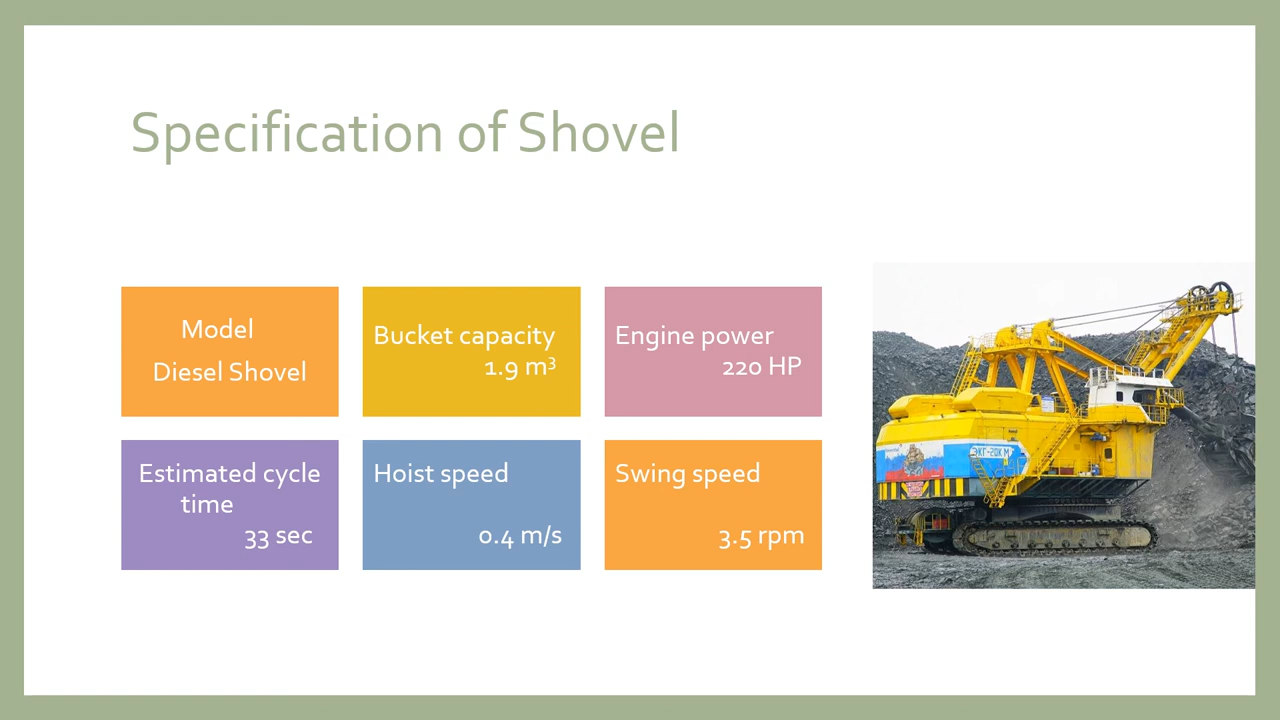 Specification of Shovel
Model
Diesel Shovel
Bucket capacity
1.9 m³
Engine power
220 HP
Estimated cycle
time
33 sec
Hoist speed
0.4 m/s
Swing speed
3.5 rpm
ЭКГ-20К М